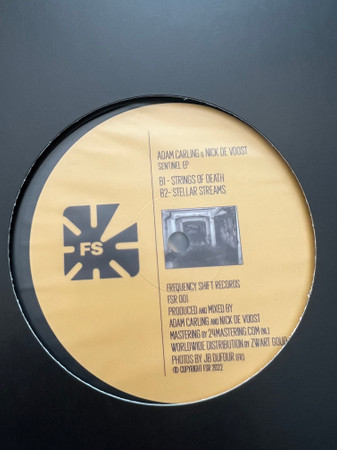 ADAM CARLING & NICK DE VOOST
SENTINEL EP
B1 - STRINGS OF DEATH
B2 - STELLAR STREAMS
FS
FREQUENCY SHIFT RECORDS
FSR 001
PRODUCED AND MIXED BY
ADAM CARLING AND NICK DE VOOST
MASTERING BY 24MASTERING.COM (NL)
WORLDWIDE DISTRIBUTION BY ZWART GOUD
PHOTOS BY JB DUFOUR (FR)
© COPYRIGHT FSR 2022